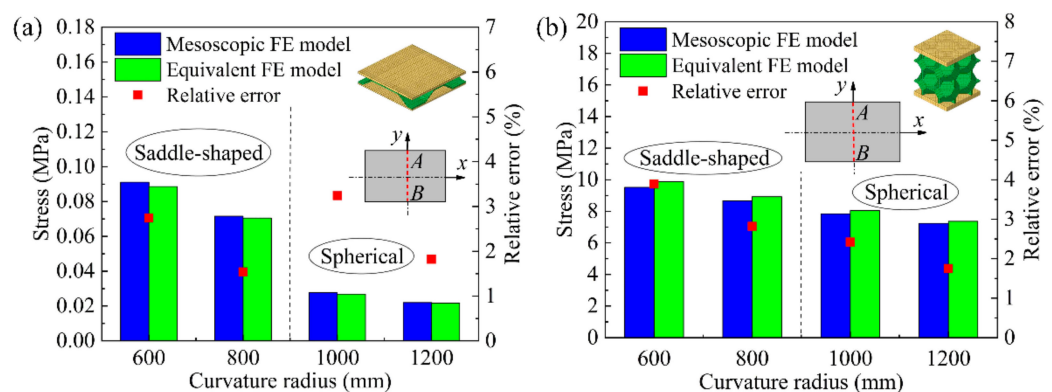 (a)
0.18
0.16
0.14
0.12
0.10
0.08
0.06
0.04
0.02
0.00
Stress (MPa)
Mesoscopic FE model
Equivalent FE model
Relative error
Saddle-shaped
Spherical
y
A
x
B
7
6
5
4
3
2
1
0
Relative error (%)
600 800 1000 1200
Curvature radius (mm)
(b)
20
18
16
14
12
10
8
6
4
2
0
Stress (MPa)
Mesoscopic FE model
Equivalent FE model
Relative error
Saddle-shaped
Spherical
y
A
x
B
8
7
6
5
4
3
2
1
0
Relative error (%)
600 800 1000 1200
Curvature radius (mm)